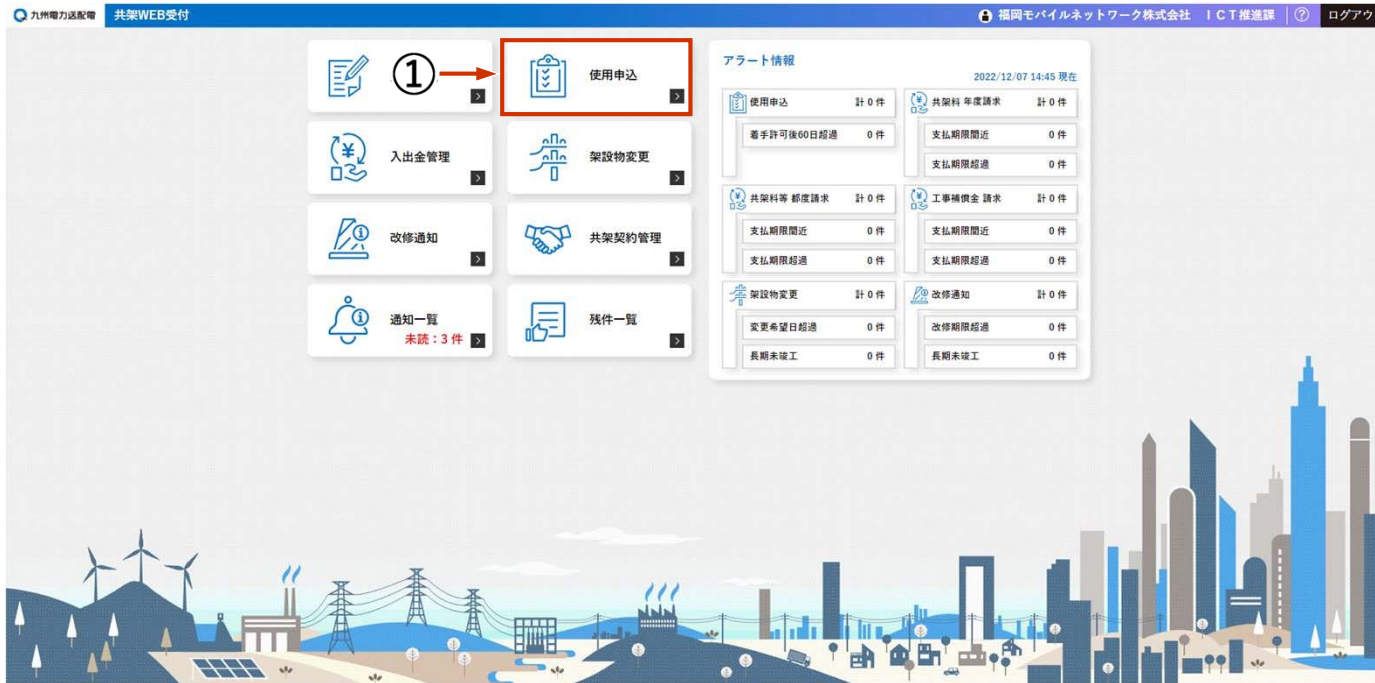 九州電力送配電 共架WEB受付 福岡モバイルネットワーク株式会社 ICT推進課 ? ログアウ
①
使用申込
入出金管理
架設物変更
改修通知
共架契約管理
通知一覧
未読:3件
残件一覧
アラート情報
2022/12/07 14:45 現在
使用申込 計 0 件
着手許可後60日超過 0 件
共架料 年度請求 計 0 件
支払期限間近 0 件
支払期限超過 0 件
共架料等 都度請求 計 0 件
支払期限間近 0 件
支払期限超過 0 件
工事補償金 請求 計 0 件
支払期限間近 0 件
支払期限超過 0 件
架設物変更 計 0 件
変更希望日超過 0 件
長期未竣工 0 件
改修通知 計 0 件
改修期限超過 0 件
長期未竣工 0 件